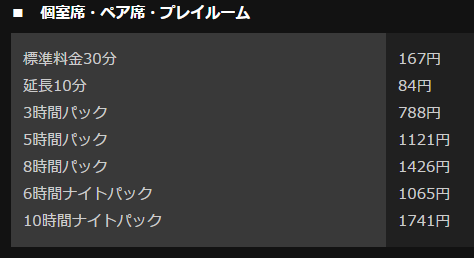 ■ 個室席・ペア席・プレイルーム
標準料金30分 167円
延長10分 84円
3時間パック 788円
5時間パック 1121円
8時間パック 1426円
6時間ナイトパック 1065円
10時間ナイトパック 1741円